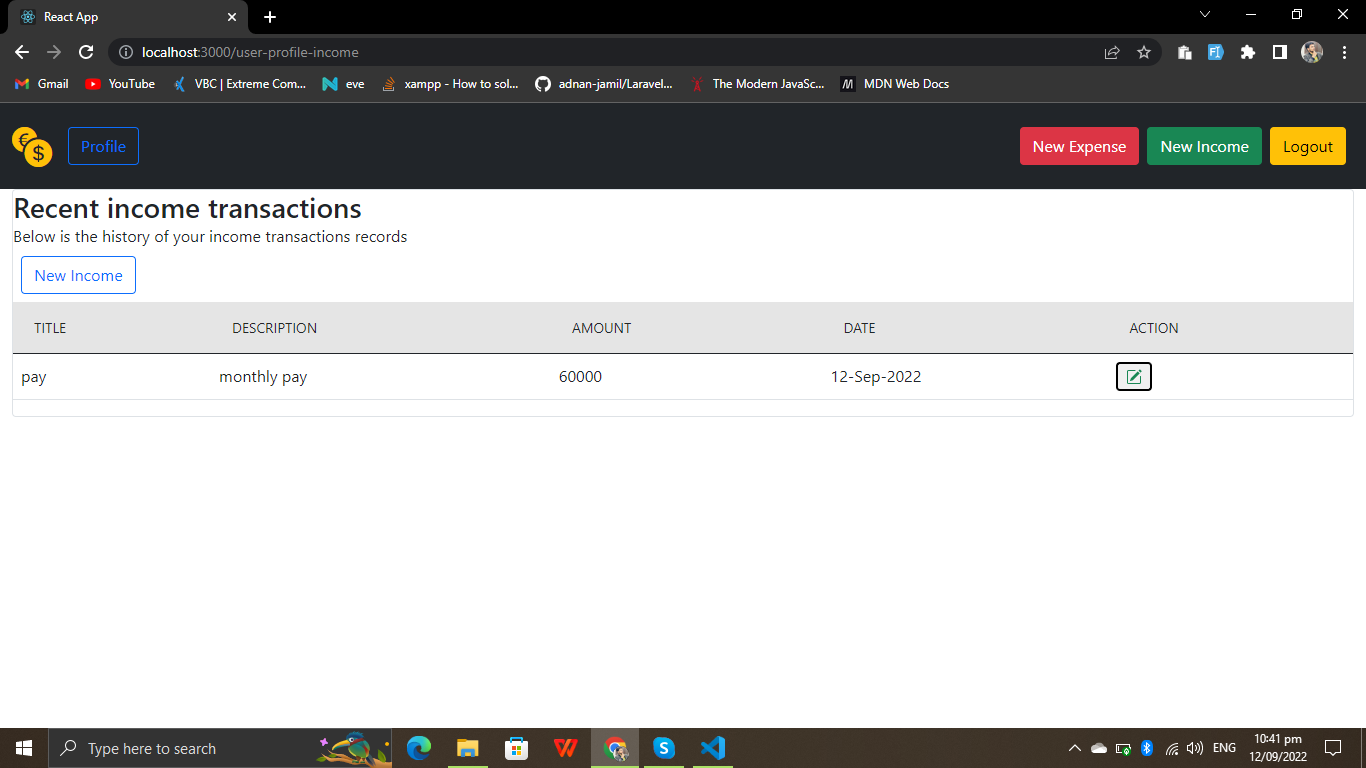 React App
localhost:3000/user-profile-income
Gmail YouTube VBC | Extreme Com... eve xampp - How to sol... adnan-jamil/Laravel... The Modern JavaSc... MDN Web Docs
€ $ Profile New Expense New Income Logout
Recent income transactions
Below is the history of your income transactions records
New Income
TITLE DESCRIPTION AMOUNT DATE ACTION
pay monthly pay 60000 12-Sep-2022
Type here to search ENG 10:41 pm
12/09/2022